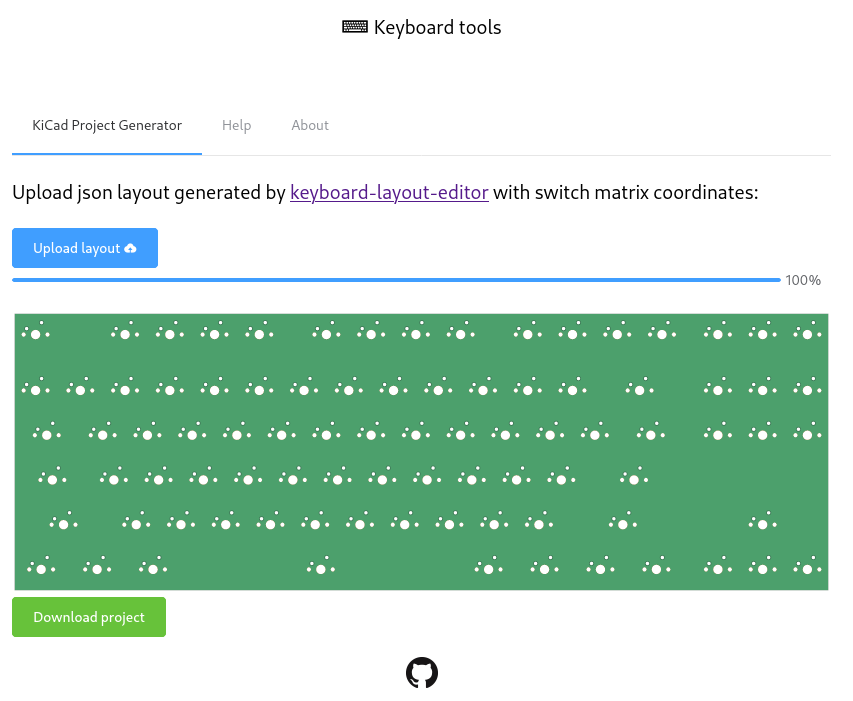 Keyboard tools
KiCad Project Generator Help About
Upload json layout generated by keyboard-layout-editor with switch matrix coordinates:
Upload layout
100%
Download project